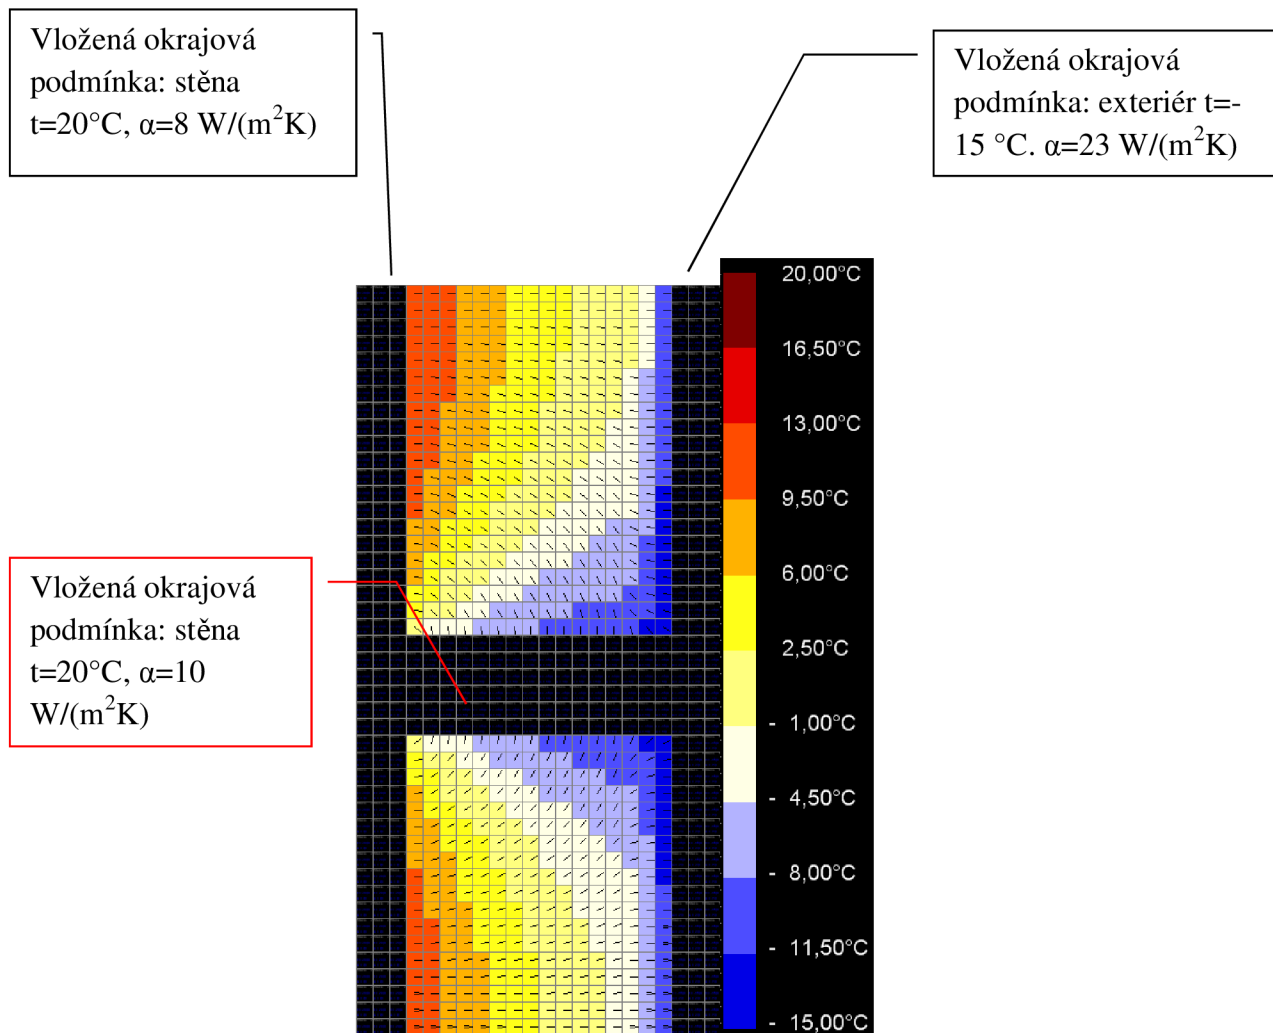 Vložená okrajová
podmínka: stěna
t=20°C, α=8 W/(m²K)
Vložená okrajová
podmínka: exteriér t=-
15 °C. α=23 W/(m²K)
20,00°C
16,50°C
13,00°C
9,50°C
6,00°C
2,50°C
- 1,00°C
- 4,50°C
- 8,00°C
- 11,50°C
- 15,00°C
Vložená okrajová
podmínka: stěna
t=20°C, α=10
W/(m²K)